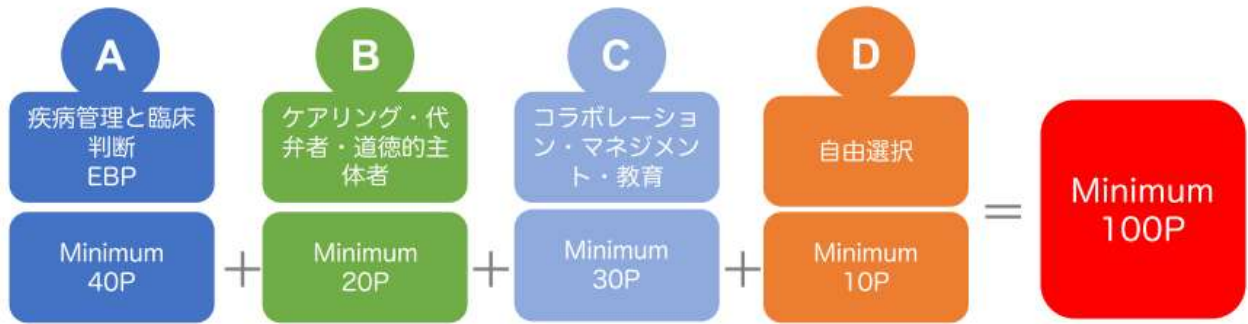 A
疾病管理と臨床
判断
EBP
Minimum
40P
+
B
ケアリング・代
弁者・道徳的主
体者
Minimum
20P
+
C
コラボレーショ
ン・マネジメン
ト・教育
Minimum
30P
+
D
自由選択
Minimum
10P
=
Minimum
100P